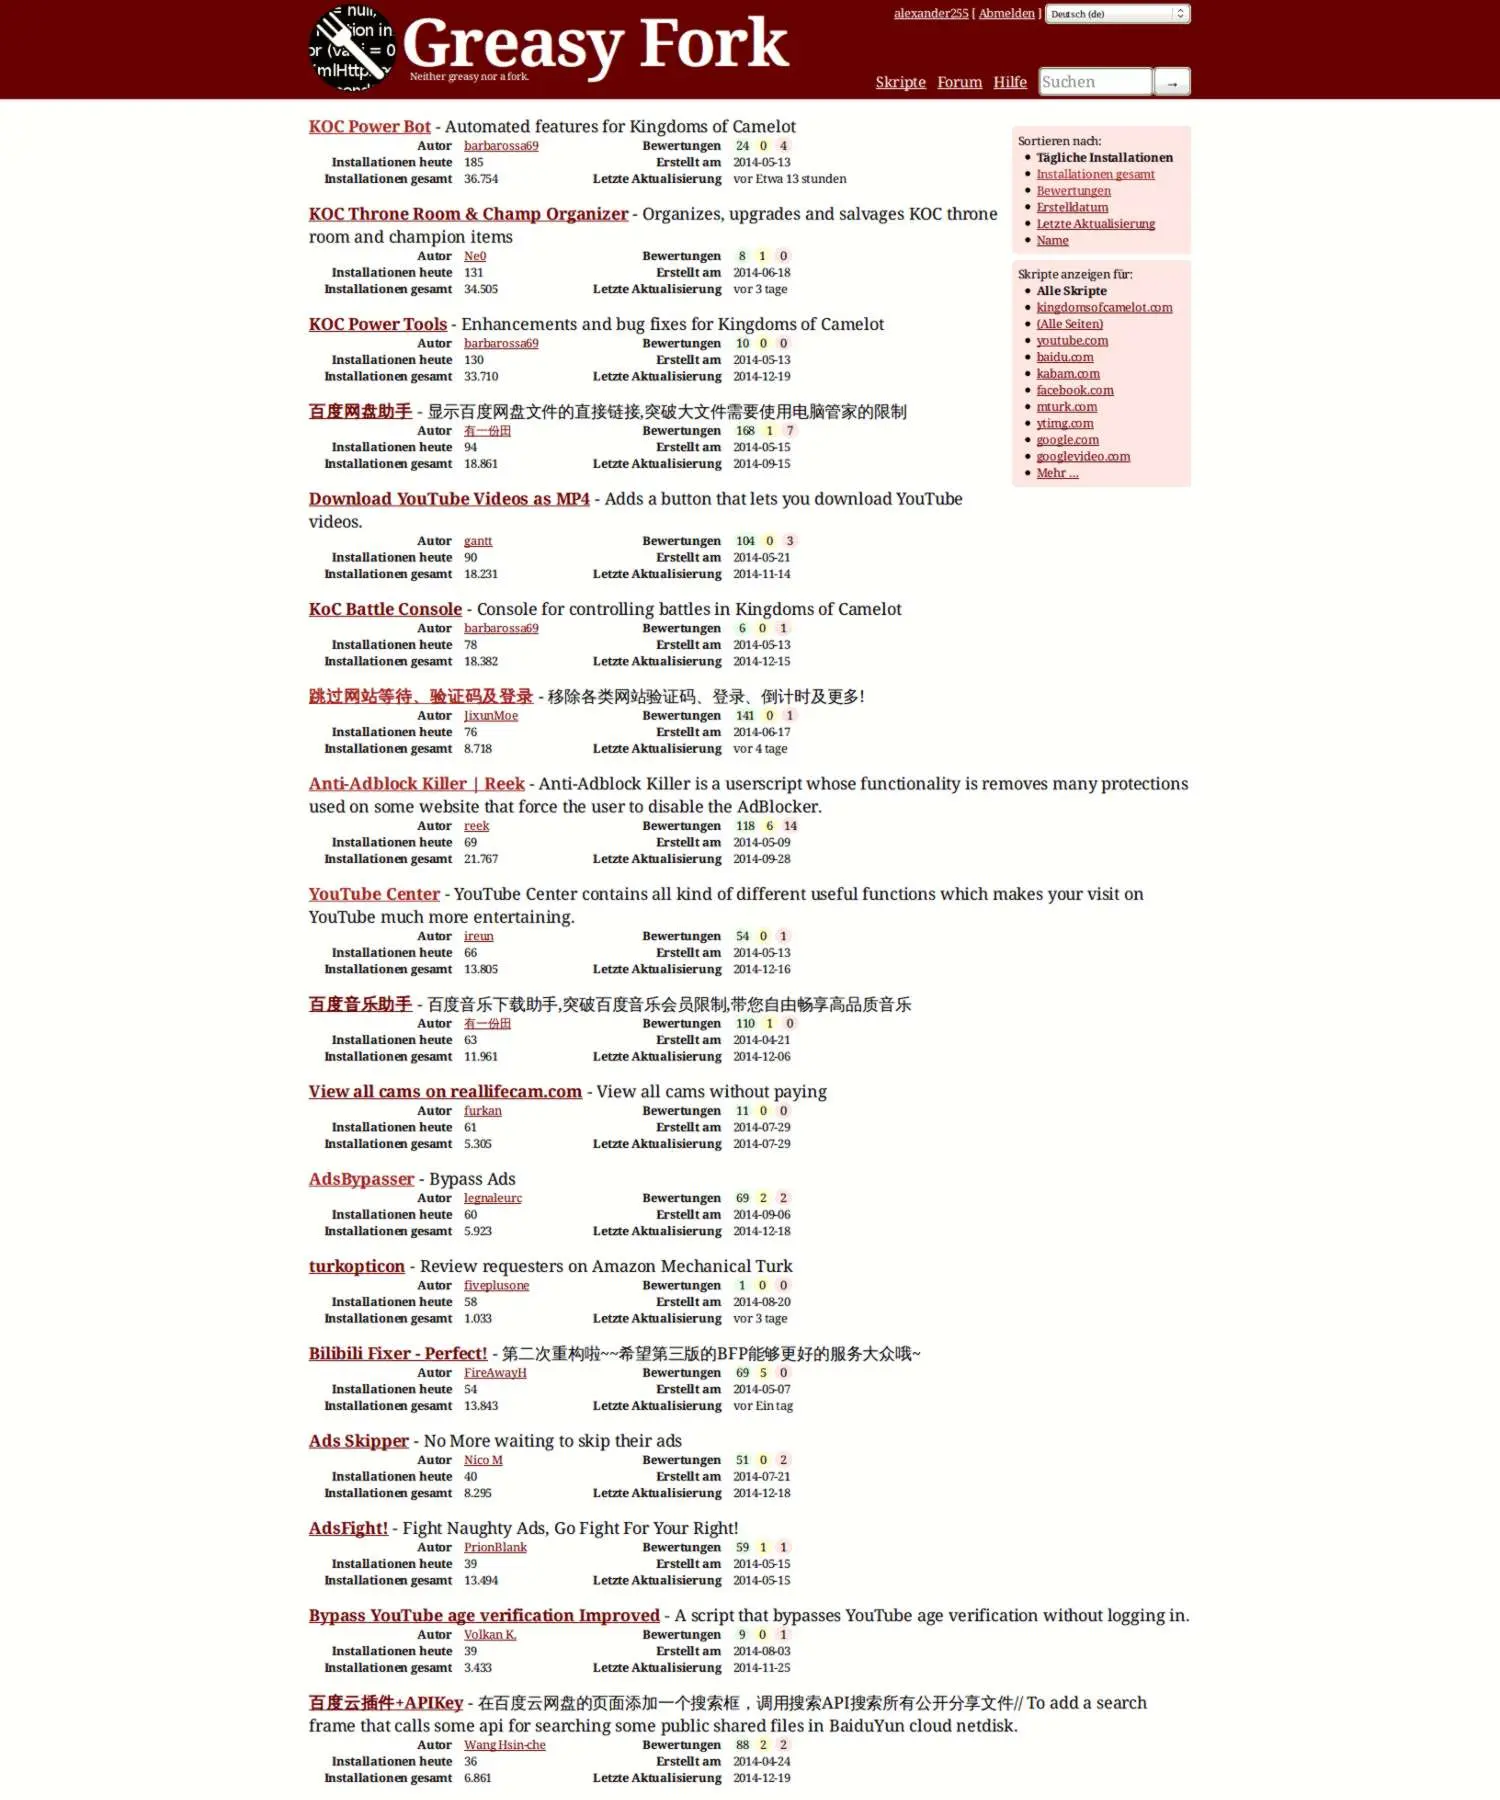 alexander255 [ Abmelden ] Deutsch (de)
Greasy Fork
Neither greasy nor a fork.
Skripte Forum Hilfe Suchen →
KOC Power Bot - Automated features for Kingdoms of Camelot
Autor barbarossa69 Bewertungen 24 0 4
Installationen heute 185 Erstellt am 2014-05-13
Installationen gesamt 36.754 Letzte Aktualisierung vor Etwa 13 stunden
KOC Throne Room & Champ Organizer - Organizes, upgrades and salvages KOC throne
room and champion items
Autor Ne0 Bewertungen 8 1 0
Installationen heute 131 Erstellt am 2014-06-18
Installationen gesamt 34.505 Letzte Aktualisierung vor 3 tage
KOC Power Tools - Enhancements and bug fixes for Kingdoms of Camelot
Autor barbarossa69 Bewertungen 10 0 0
Installationen heute 130 Erstellt am 2014-05-13
Installationen gesamt 33.710 Letzte Aktualisierung 2014-12-19
百度网盘助手 - 显示百度网盘文件的直接链接,突破大文件需要使用电脑管家的限制
Autor 有一份田 Bewertungen 168 1 7
Installationen heute 94 Erstellt am 2014-05-15
Installationen gesamt 18.861 Letzte Aktualisierung 2014-09-15
Download YouTube Videos as MP4 - Adds a button that lets you download YouTube
videos.
Autor gantt Bewertungen 104 0 3
Installationen heute 90 Erstellt am 2014-05-21
Installationen gesamt 18.231 Letzte Aktualisierung 2014-11-14
KoC Battle Console - Console for controlling battles in Kingdoms of Camelot
Autor barbarossa69 Bewertungen 6 0 1
Installationen heute 78 Erstellt am 2014-05-13
Installationen gesamt 18.382 Letzte Aktualisierung 2014-12-15
跳过网站等待、验证码及登录 - 移除各类网站验证码、登录、倒计时及更多!
Autor JixunMoe Bewertungen 141 0 1
Installationen heute 76 Erstellt am 2014-06-17
Installationen gesamt 8.718 Letzte Aktualisierung vor 4 tage
Anti-Adblock Killer | Reek - Anti-Adblock Killer is a userscript whose functionality is removes many protections
used on some website that force the user to disable the AdBlocker.
Autor reek Bewertungen 118 6 14
Installationen heute 69 Erstellt am 2014-05-09
Installationen gesamt 21.767 Letzte Aktualisierung 2014-09-28
YouTube Center - YouTube Center contains all kind of different useful functions which makes your visit on
YouTube much more entertaining.
Autor ireun Bewertungen 54 0 1
Installationen heute 66 Erstellt am 2014-05-13
Installationen gesamt 13.805 Letzte Aktualisierung 2014-12-16
百度音乐助手 - 百度音乐下载助手,突破百度音乐会员限制,带您自由畅享高品质音乐
Autor 有一份田 Bewertungen 110 1 0
Installationen heute 63 Erstellt am 2014-04-21
Installationen gesamt 11.961 Letzte Aktualisierung 2014-12-06
View all cams on reallifecam.com - View all cams without paying
Autor furkan Bewertungen 11 0 0
Installationen heute 61 Erstellt am 2014-07-29
Installationen gesamt 5.305 Letzte Aktualisierung 2014-07-29
AdsBypasser - Bypass Ads
Autor legnaleurc Bewertungen 69 2 2
Installationen heute 60 Erstellt am 2014-09-06
Installationen gesamt 5.923 Letzte Aktualisierung 2014-12-18
turkopticon - Review requesters on Amazon Mechanical Turk
Autor fiveplusone Bewertungen 1 0 0
Installationen heute 58 Erstellt am 2014-08-20
Installationen gesamt 1.033 Letzte Aktualisierung vor 3 tage
Bilibili Fixer - Perfect! - 第二次重构啦~~希望第三版的BFP能够更好的服务大众哦~
Autor FireAwayH Bewertungen 69 5 0
Installationen heute 54 Erstellt am 2014-05-07
Installationen gesamt 13.843 Letzte Aktualisierung vor Ein tag
Ads Skipper - No More waiting to skip their ads
Autor Nico M Bewertungen 51 0 2
Installationen heute 40 Erstellt am 2014-07-21
Installationen gesamt 8.295 Letzte Aktualisierung 2014-12-18
AdsFight! - Fight Naughty Ads, Go Fight For Your Right!
Autor PrionBlank Bewertungen 59 1 1
Installationen heute 39 Erstellt am 2014-05-15
Installationen gesamt 13.494 Letzte Aktualisierung 2014-05-15
Bypass YouTube age verification Improved - A script that bypasses YouTube age verification without logging in.
Autor Volkan K. Bewertungen 9 0 1
Installationen heute 39 Erstellt am 2014-08-03
Installationen gesamt 3.433 Letzte Aktualisierung 2014-11-25
百度云插件+APIKey - 在百度云网盘的页面添加一个搜索框，调用搜索API搜索所有公开分享文件// To add a search
frame that calls some api for searching some public shared files in BaiduYun cloud netdisk.
Autor Wang Hsin-che Bewertungen 88 2 2
Installationen heute 36 Erstellt am 2014-04-24
Installationen gesamt 6.861 Letzte Aktualisierung 2014-12-19
Sortieren nach:
Tägliche Installationen
Installationen gesamt
Bewertungen
Erstelldatum
Letzte Aktualisierung
Name
Skripte anzeigen für:
Alle Skripte
kingdomsofcamelot.com
(Alle Seiten)
youtube.com
baidu.com
kabam.com
facebook.com
mturk.com
ytimg.com
google.com
googlevideo.com
Mehr ...